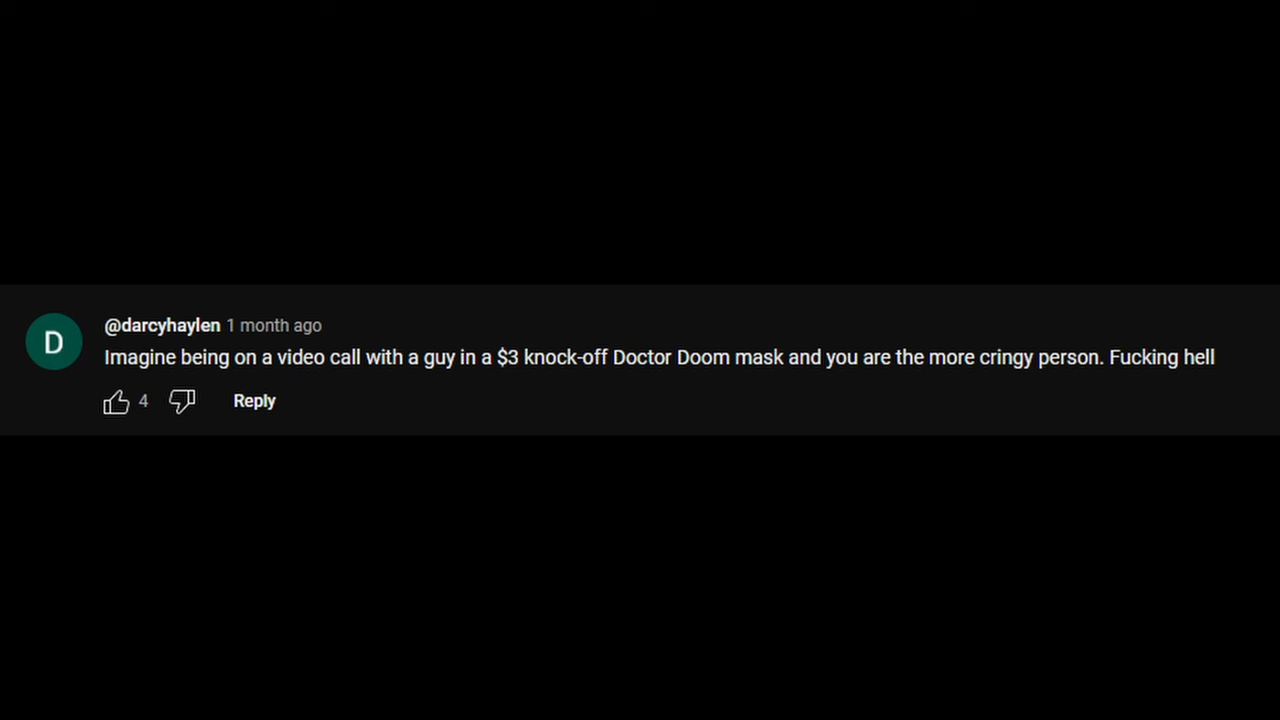 D
@darcyhaylen 1 month ago
Imagine being on a video call with a guy in a $3 knock-off Doctor Doom mask and you are the more cringy person. Fucking hell
4 Reply